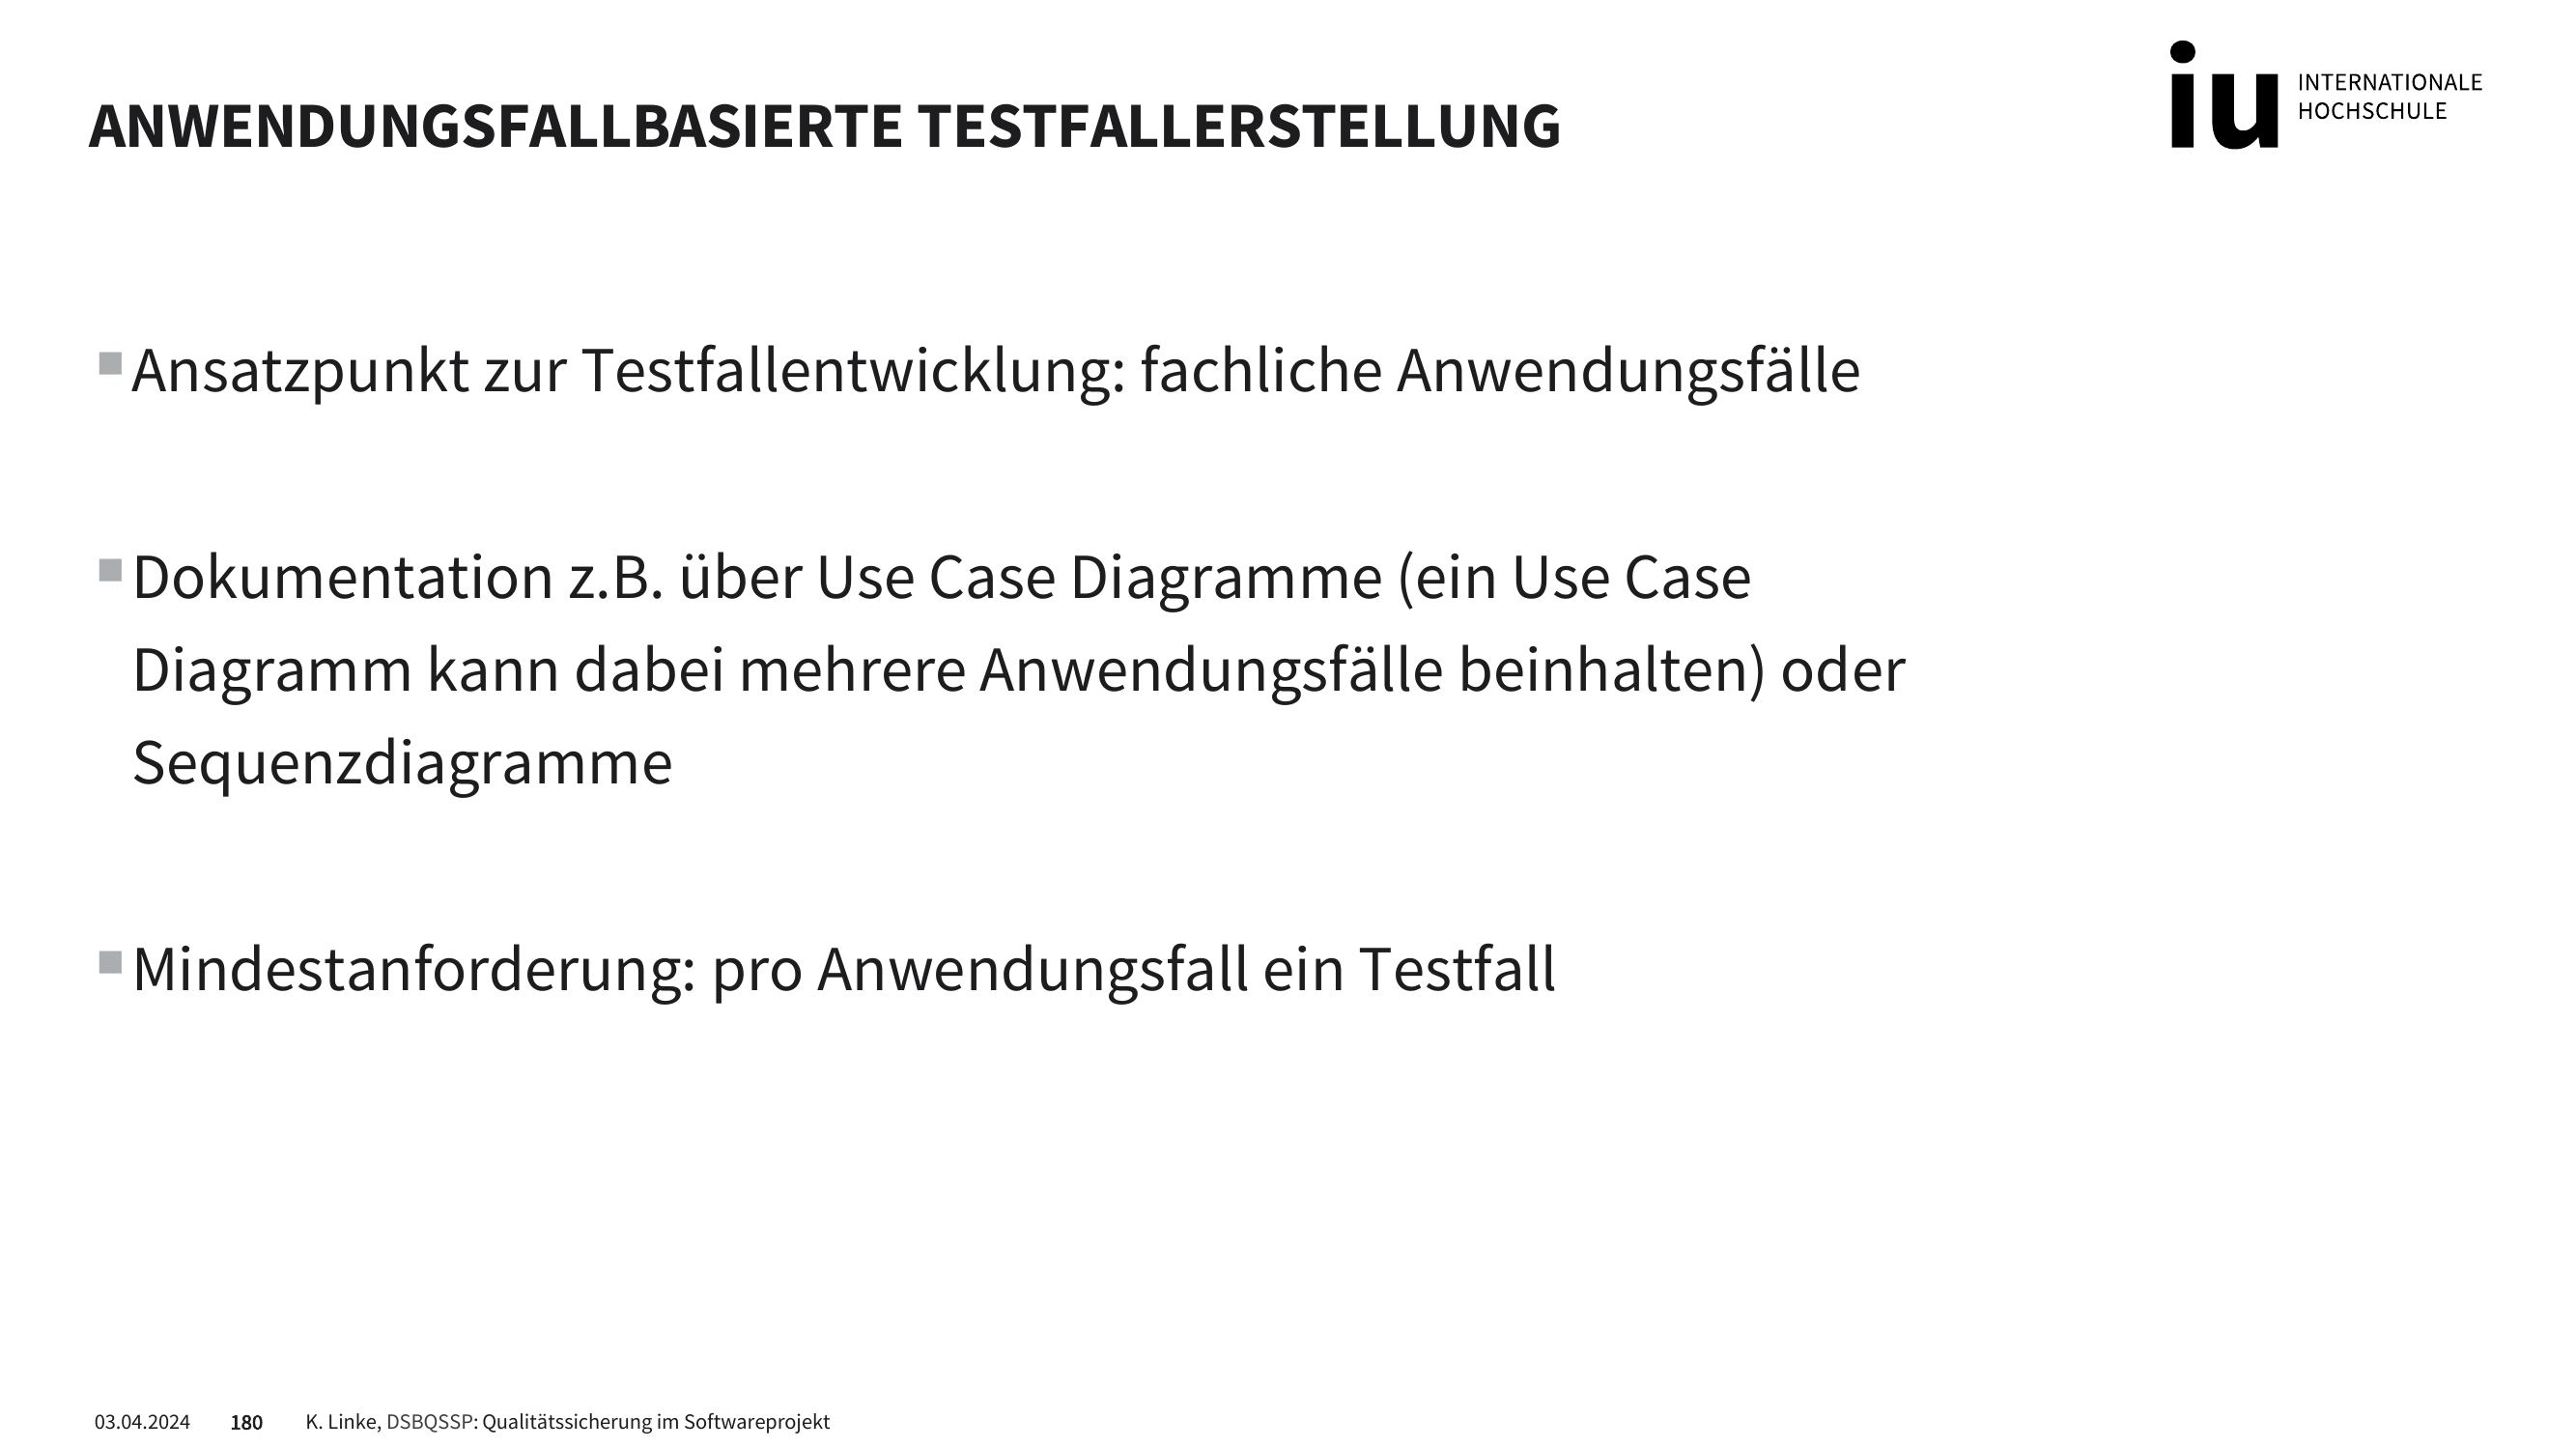 ANWENDUNGSFALLBASIERTE TESTFALLERSTELLUNG
iu INTERNATIONALE
HOCHSCHULE
Ansatzpunkt zur Testfallentwicklung: fachliche Anwendungsfälle
Dokumentation z.B. über Use Case Diagramme (ein Use Case
Diagramm kann dabei mehrere Anwendungsfälle beinhalten) oder
Sequenzdiagramme
Mindestanforderung: pro Anwendungsfall ein Testfall
03.04.2024 180 K. Linke, DSBQSSP: Qualitätssicherung im Softwareprojekt